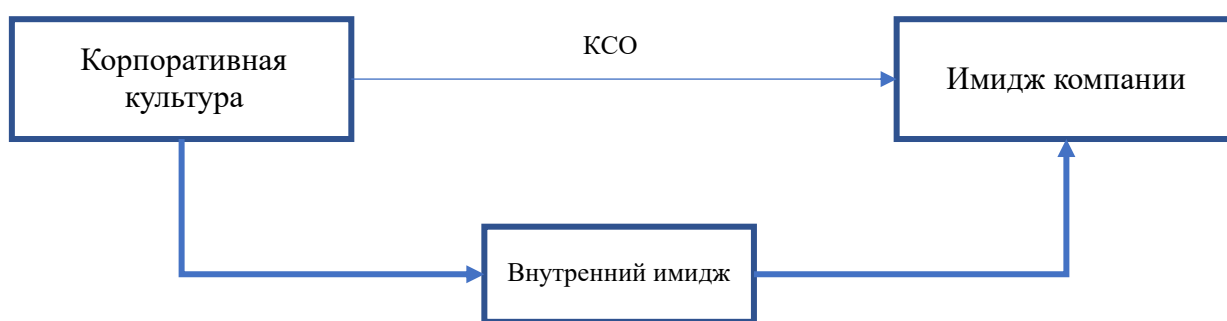 КСО
Корпоративная
культура
Имидж компании
Внутренний имидж